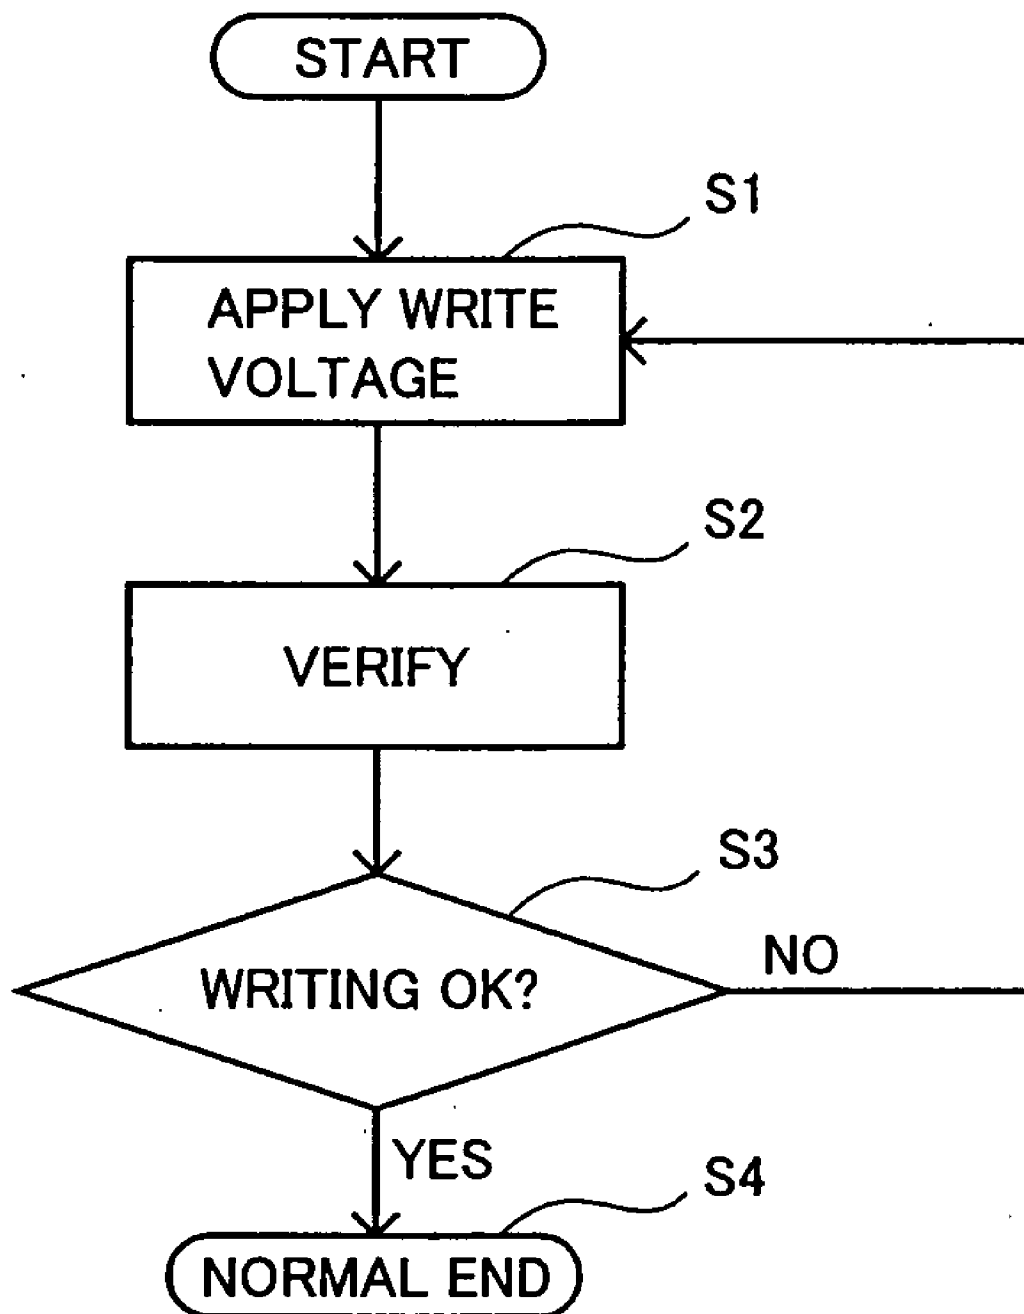 START
S1
APPLY WRITE
VOLTAGE
S2
VERIFY
S3
WRITING OK?
NO
YES
S4
NORMAL END